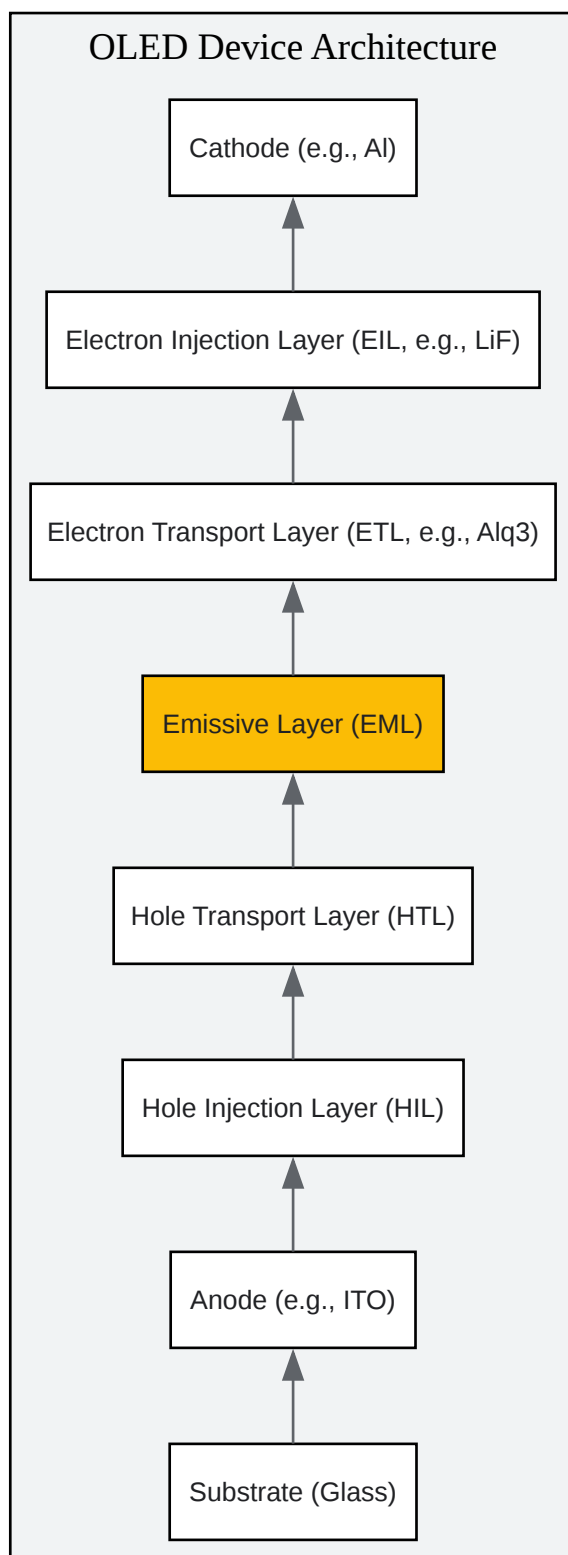 OLED Device Architecture
Cathode (e.g., Al)
Electron Injection Layer (EIL, e.g., LiF)
Electron Transport Layer (ETL, e.g., Alq3)
Emissive Layer (EML)
Hole Transport Layer (HTL)
Hole Injection Layer (HIL)
Anode (e.g., ITO)
Substrate (Glass)